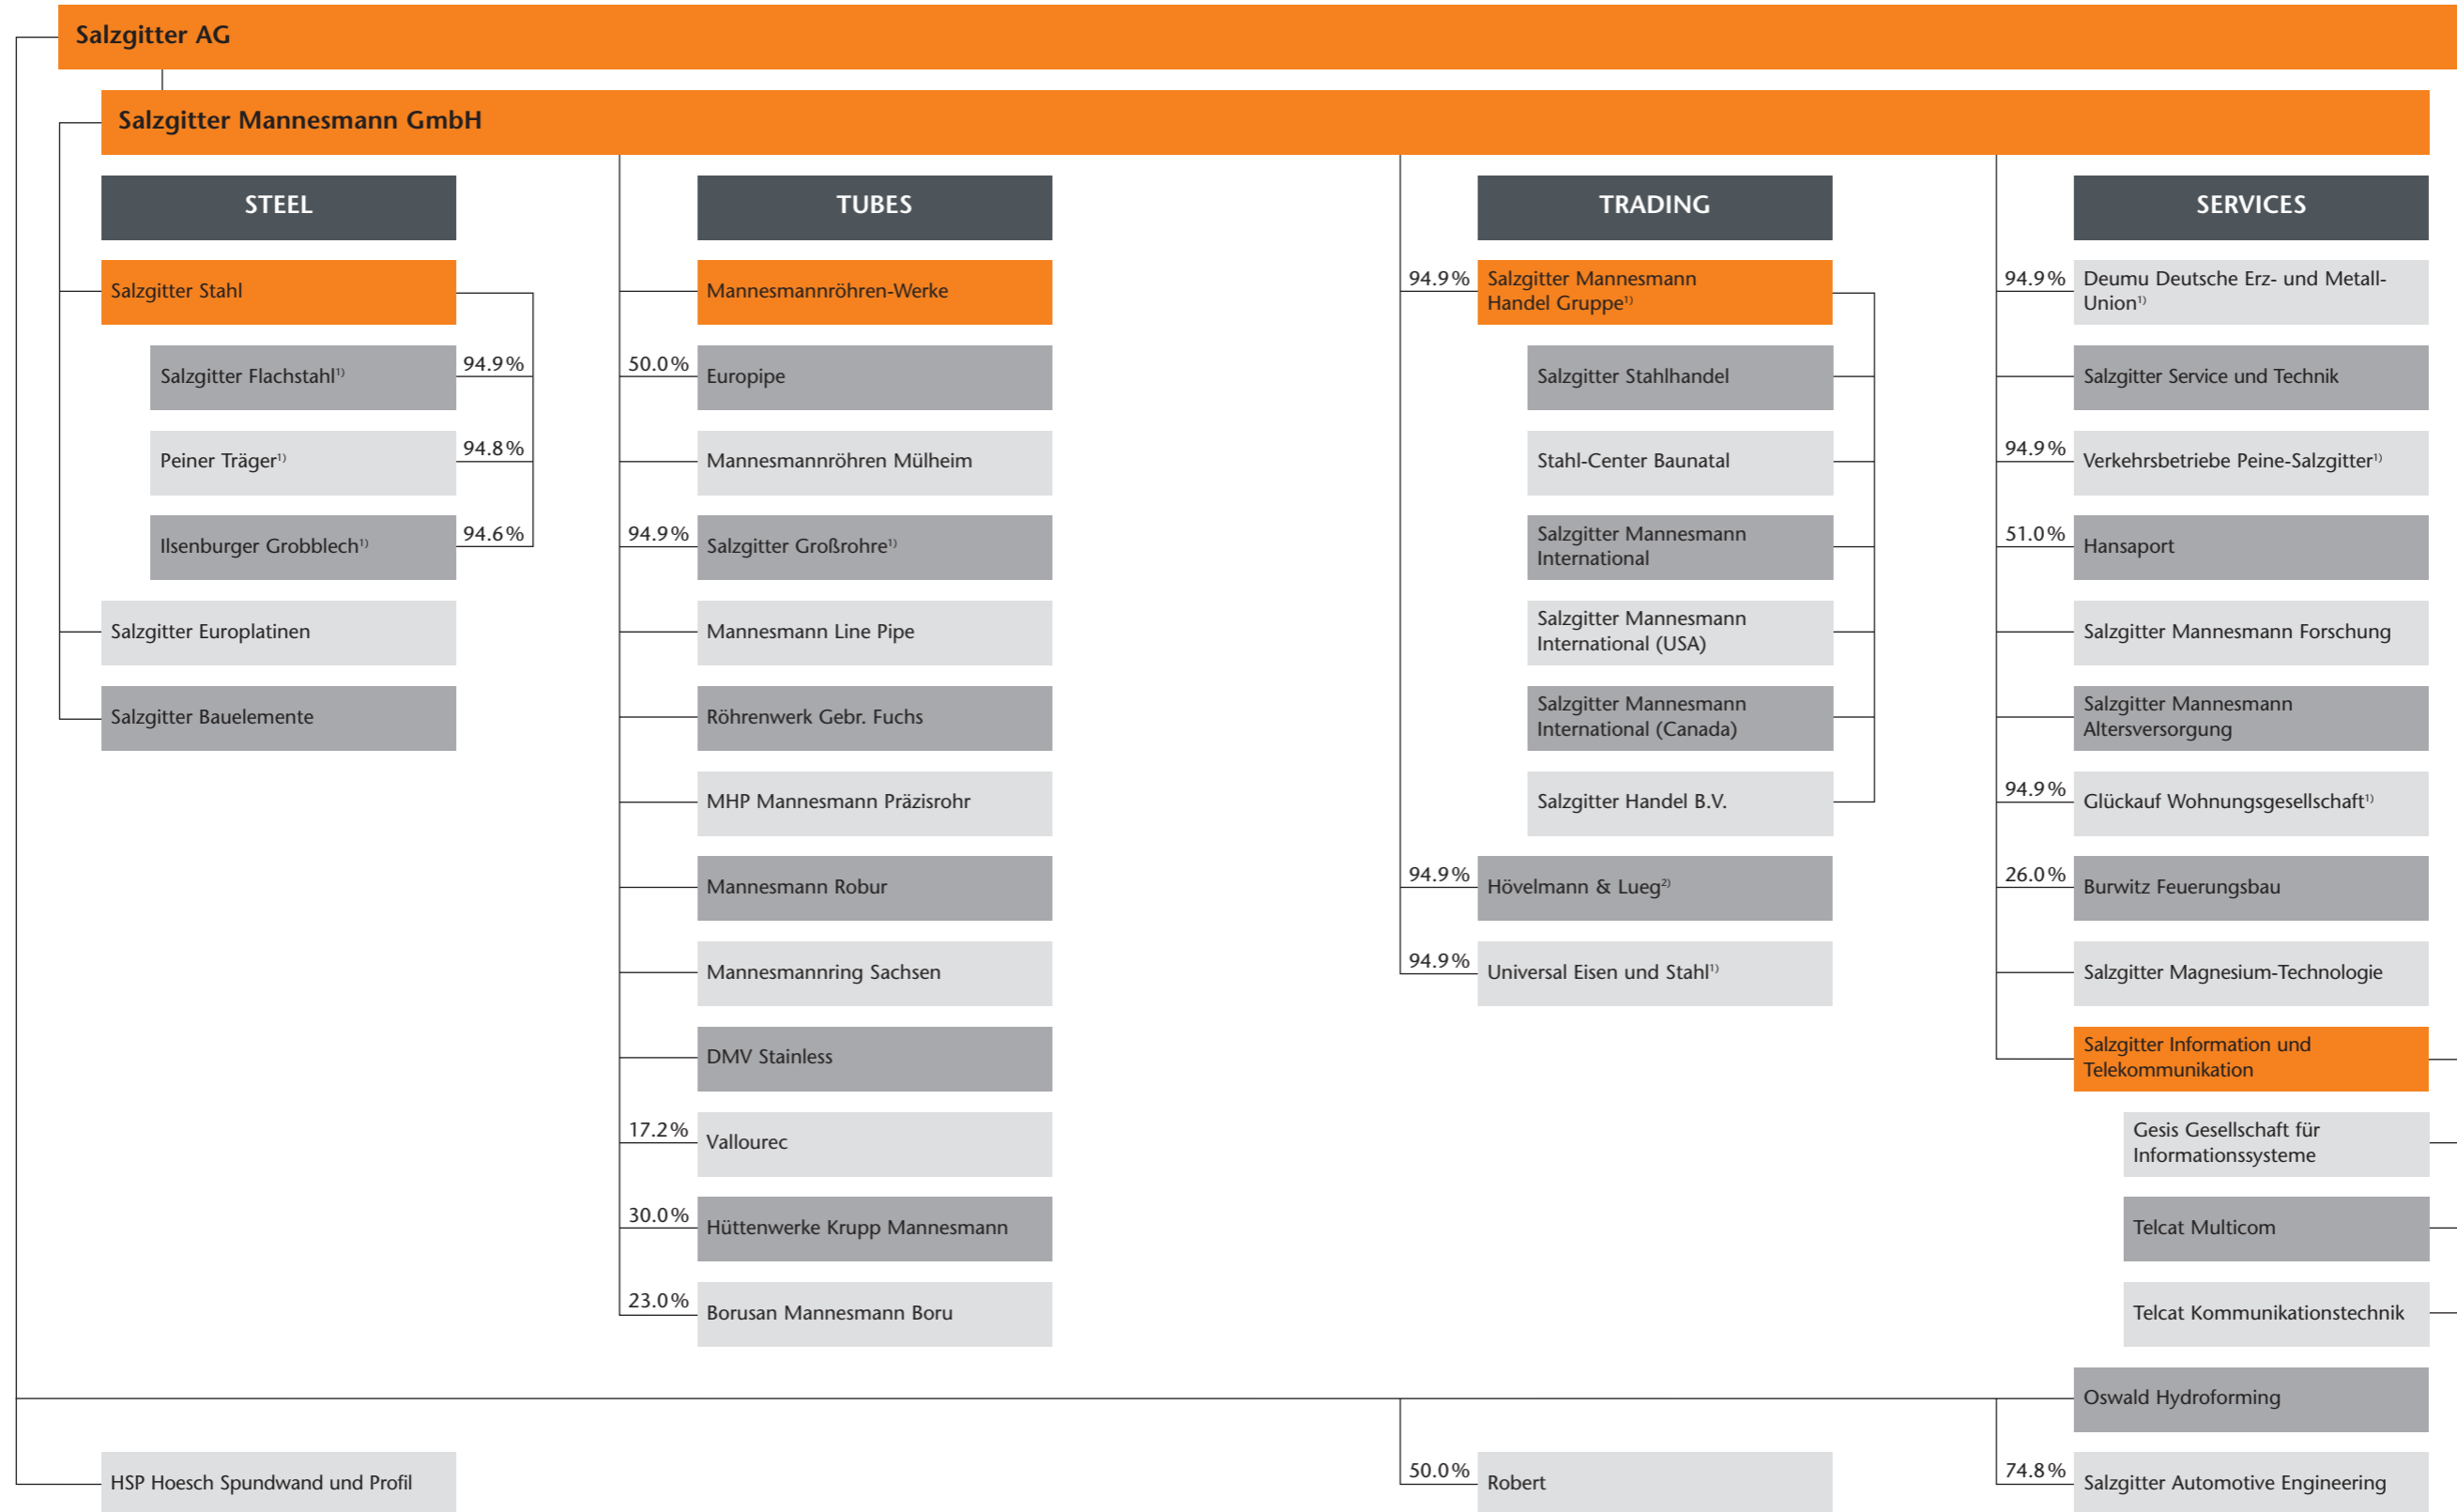 Salzgitter AG
Salzgitter Mannesmann GmbH
STEEL
Salzgitter Stahl
Salzgitter Flachstahl¹⁾
94.9%
Peiner Träger¹⁾
94.8%
Ilsenburger Grobblech¹⁾
94.6%
Salzgitter Europlatinen
Salzgitter Bauelemente
TUBES
Mannesmannröhren-Werke
50.0%
Europipe
Mannesmannröhren Mülheim
94.9%
Salzgitter Großrohre¹⁾
Mannesmann Line Pipe
Röhrenwerk Gebr. Fuchs
MHP Mannesmann Präzisrohr
Mannesmann Robur
Mannesmannring Sachsen
DMV Stainless
17.2%
Vallourec
30.0%
Hüttenwerke Krupp Mannesmann
23.0%
Borusan Mannesmann Boru
TRADING
94.9%
Salzgitter Mannesmann
Handel Gruppe¹⁾
Salzgitter Stahlhandel
Stahl-Center Baunatal
Salzgitter Mannesmann
International
Salzgitter Mannesmann
International (USA)
Salzgitter Mannesmann
International (Canada)
Salzgitter Handel B.V.
94.9%
Hövelmann & Lueg²⁾
94.9%
Universal Eisen und Stahl¹⁾
SERVICES
94.9%
Deumu Deutsche Erz- und Metall-
Union¹⁾
Salzgitter Service und Technik
94.9%
Verkehrsbetriebe Peine-Salzgitter¹⁾
51.0%
Hansaport
Salzgitter Mannesmann Forschung
Salzgitter Mannesmann
Altersversorgung
94.9%
Glückauf Wohnungsgesellschaft¹⁾
26.0%
Burwitz Feuerungsbau
Salzgitter Magnesium-Technologie
Salzgitter Information und
Telekommunikation
Gesis Gesellschaft für
Informationssysteme
Telcat Multicom
Telcat Kommunikationstechnik
Oswald Hydroforming
HSP Hoesch Spundwand und Profil
50.0%
Robert
74.8%
Salzgitter Automotive Engineering